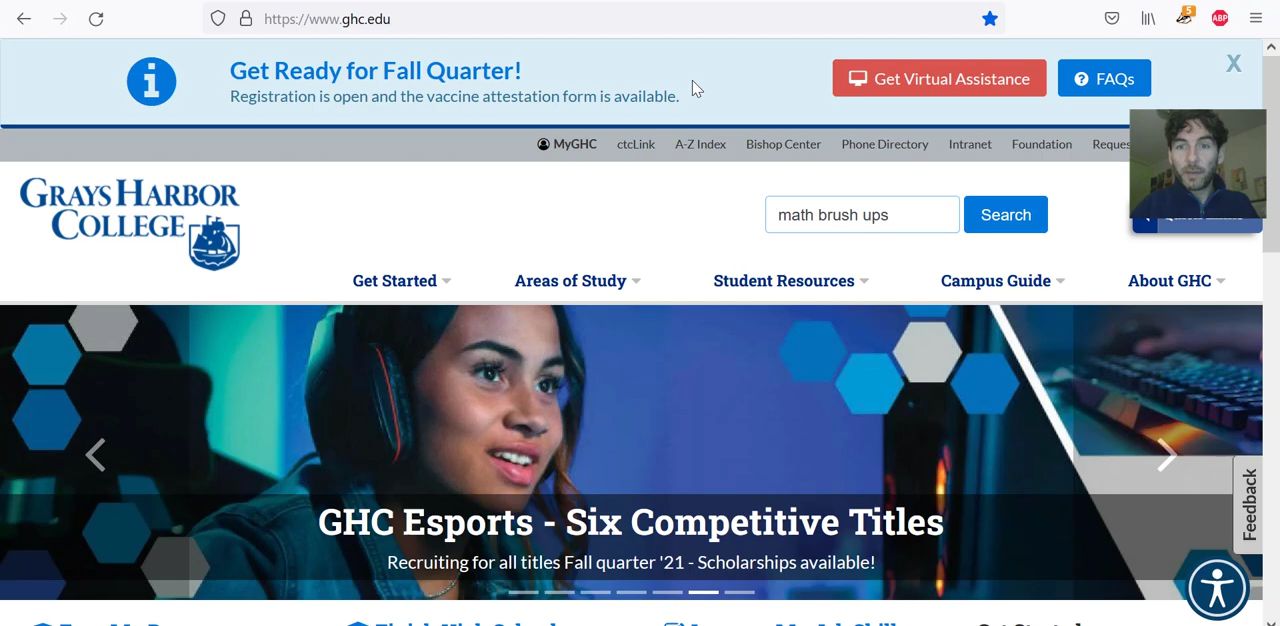 https://www.ghc.edu
5
ABP
i
Get Ready for Fall Quarter!
Registration is open and the vaccine attestation form is available.
Get Virtual Assistance
? FAQs
X
MyGHC
ctcLink
A-Z Index
Bishop Center
Phone Directory
Intranet
Foundation
Reques
GRAYS HARBOR
COLLEGE
math brush ups
Search
Get Started
Areas of Study
Student Resources
Campus Guide
About GHC
GHC Esports - Six Competitive Titles
Recruiting for all titles Fall quarter '21 - Scholarships available!
Feedback